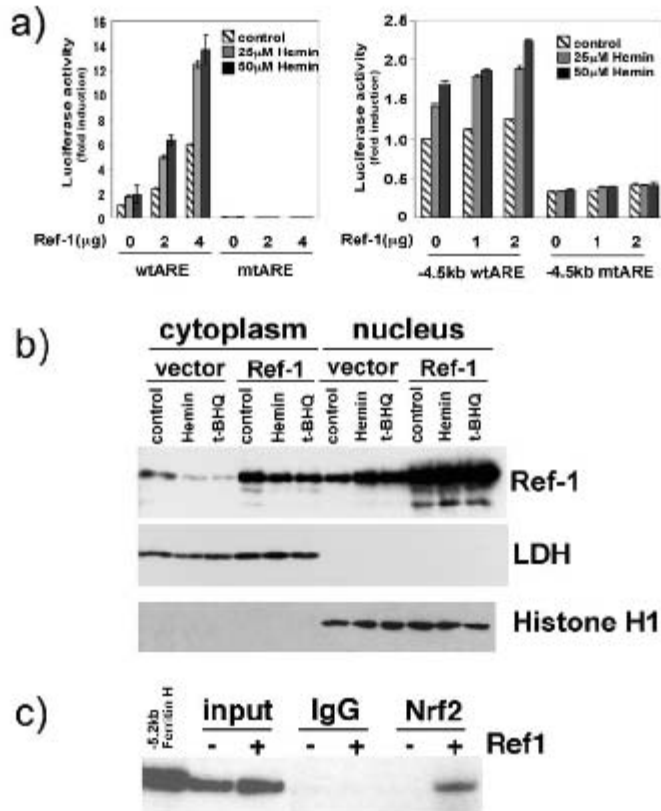 a)
Luciferase activity
(fold induction)
16
14
12
10
8
6
4
2
0
control
25μM Hemin
50μM Hemin
Ref-1(μg)
0 2 4 0 2 4
wtARE mtARE
Luciferase activity
(fold induction)
2.5
2.0
1.5
1.0
0.5
0
control
25μM Hemin
50μM Hemin
Ref-1(μg)
0 1 2 0 1 2
-4.5kb wtARE -4.5kb mtARE
b)
cytoplasm nucleus
vector Ref-1 vector Ref-1
control Hemin t-BHQ control Hemin t-BHQ control Hemin t-BHQ control Hemin t-BHQ
Ref-1
LDH
Histone H1
c)
-5.2kb
Ferritin H
input IgG Nrf2
- + - + - + Ref1